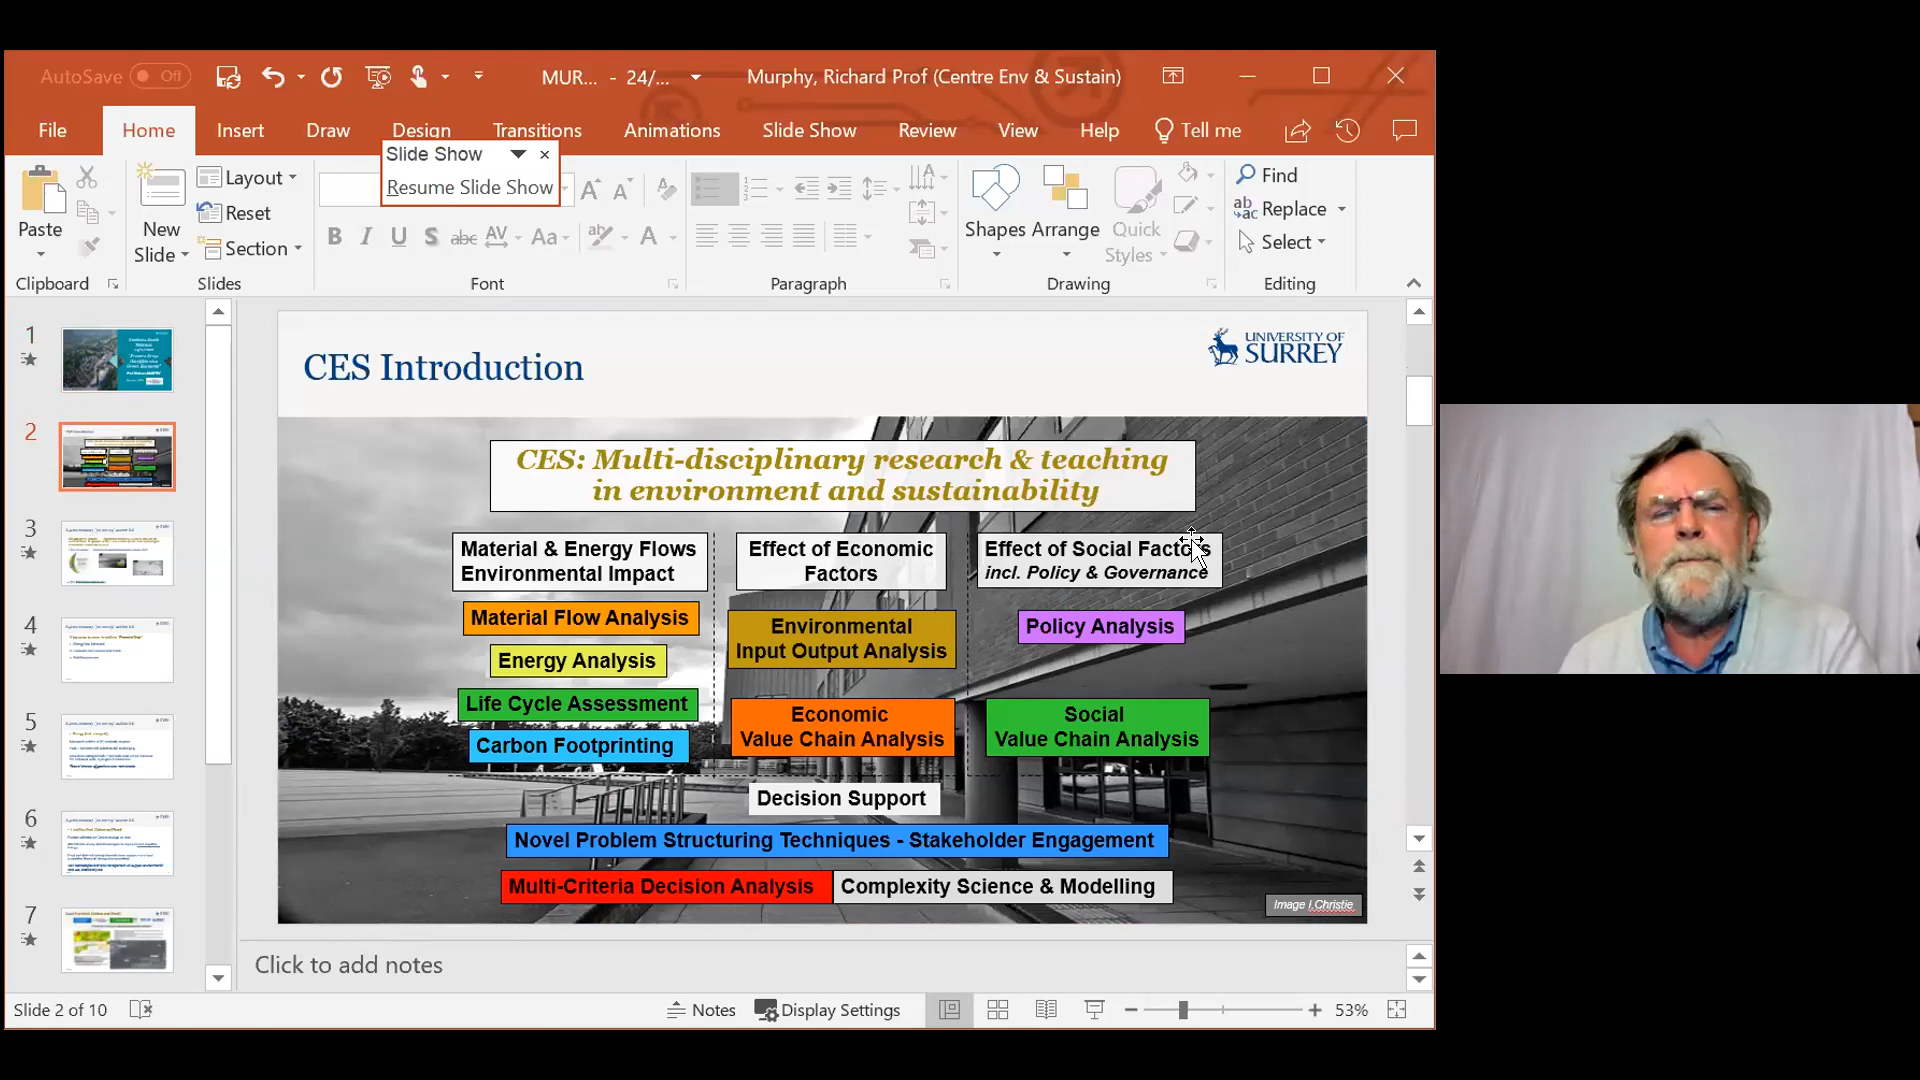 AutoSave Off
MUR... - 24/...
Murphy, Richard Prof (Centre Env & Sustain)
File
Home
Insert
Draw
Design
Transitions
Animations
Slide Show
Review
View
Help
Tell me
Slide Show
Resume Slide Show
Paste
Clipboard
New
Slide
Layout
Reset
Section
Slides
B I U S abc AV Aa A
Font
Paragraph
Shapes
Arrange
Quick
Styles
Drawing
Find
Replace
Select
Editing
1
2
3
4
5
6
7
CES Introduction
UNIVERSITY OF
SURREY
CES: Multi-disciplinary research & teaching
in environment and sustainability
Material & Energy Flows
Environmental Impact
Effect of Economic
Factors
Effect of Social Factors
incl. Policy & Governance
Material Flow Analysis
Energy Analysis
Life Cycle Assessment
Carbon Footprinting
Environmental
Input Output Analysis
Economic
Value Chain Analysis
Policy Analysis
Social
Value Chain Analysis
Decision Support
Novel Problem Structuring Techniques - Stakeholder Engagement
Multi-Criteria Decision Analysis
Complexity Science & Modelling
Image I.Christie
Click to add notes
Slide 2 of 10
Notes
Display Settings
53%